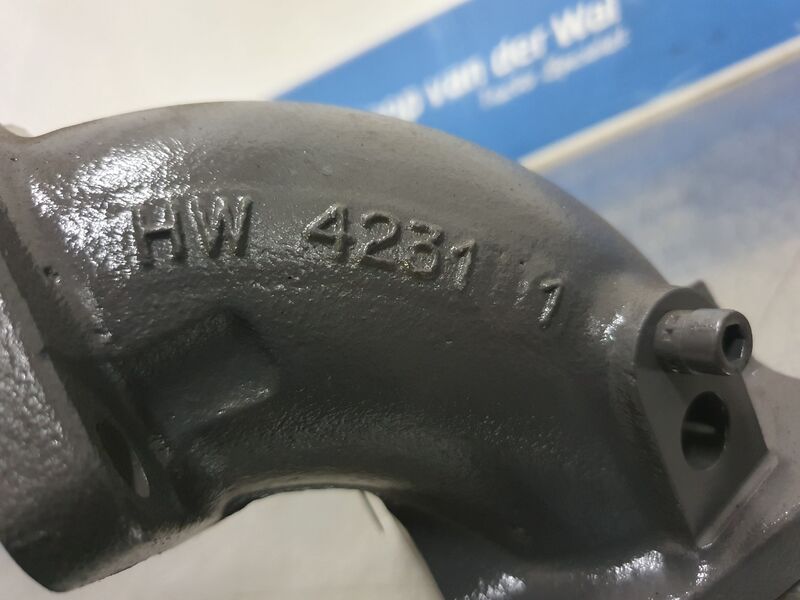 van der Wal
HW 4231 1